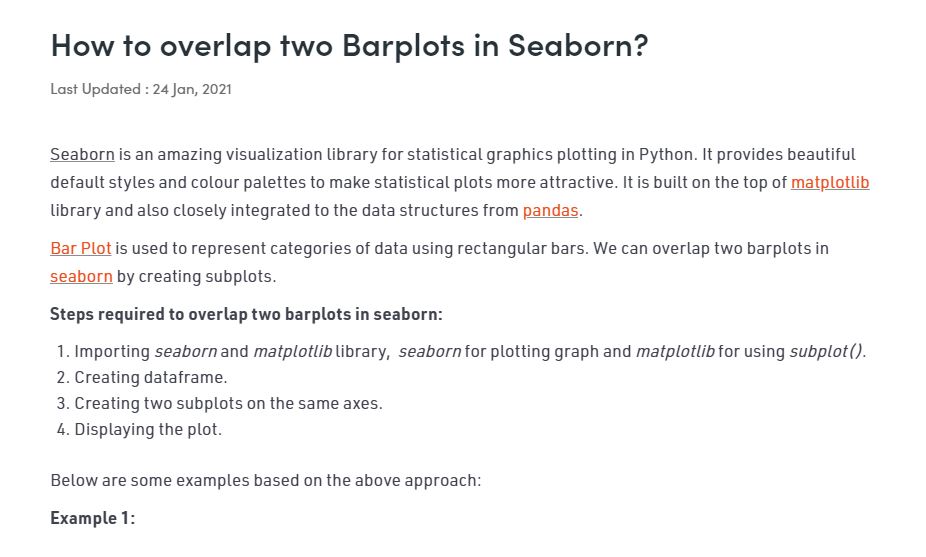 How to overlap two Barplots in Seaborn?
Last Updated : 24 Jan, 2021
Seaborn is an amazing visualization library for statistical graphics plotting in Python. It provides beautiful
default styles and colour palettes to make statistical plots more attractive. It is built on the top of matplotlib
library and also closely integrated to the data structures from pandas.
Bar Plot is used to represent categories of data using rectangular bars. We can overlap two barplots in
seaborn by creating subplots.
Steps required to overlap two barplots in seaborn:
1. Importing seaborn and matplotlib library, seaborn for plotting graph and matplotlib for using subplot().
2. Creating dataframe.
3. Creating two subplots on the same axes.
4. Displaying the plot.
Below are some examples based on the above approach:
Example 1: